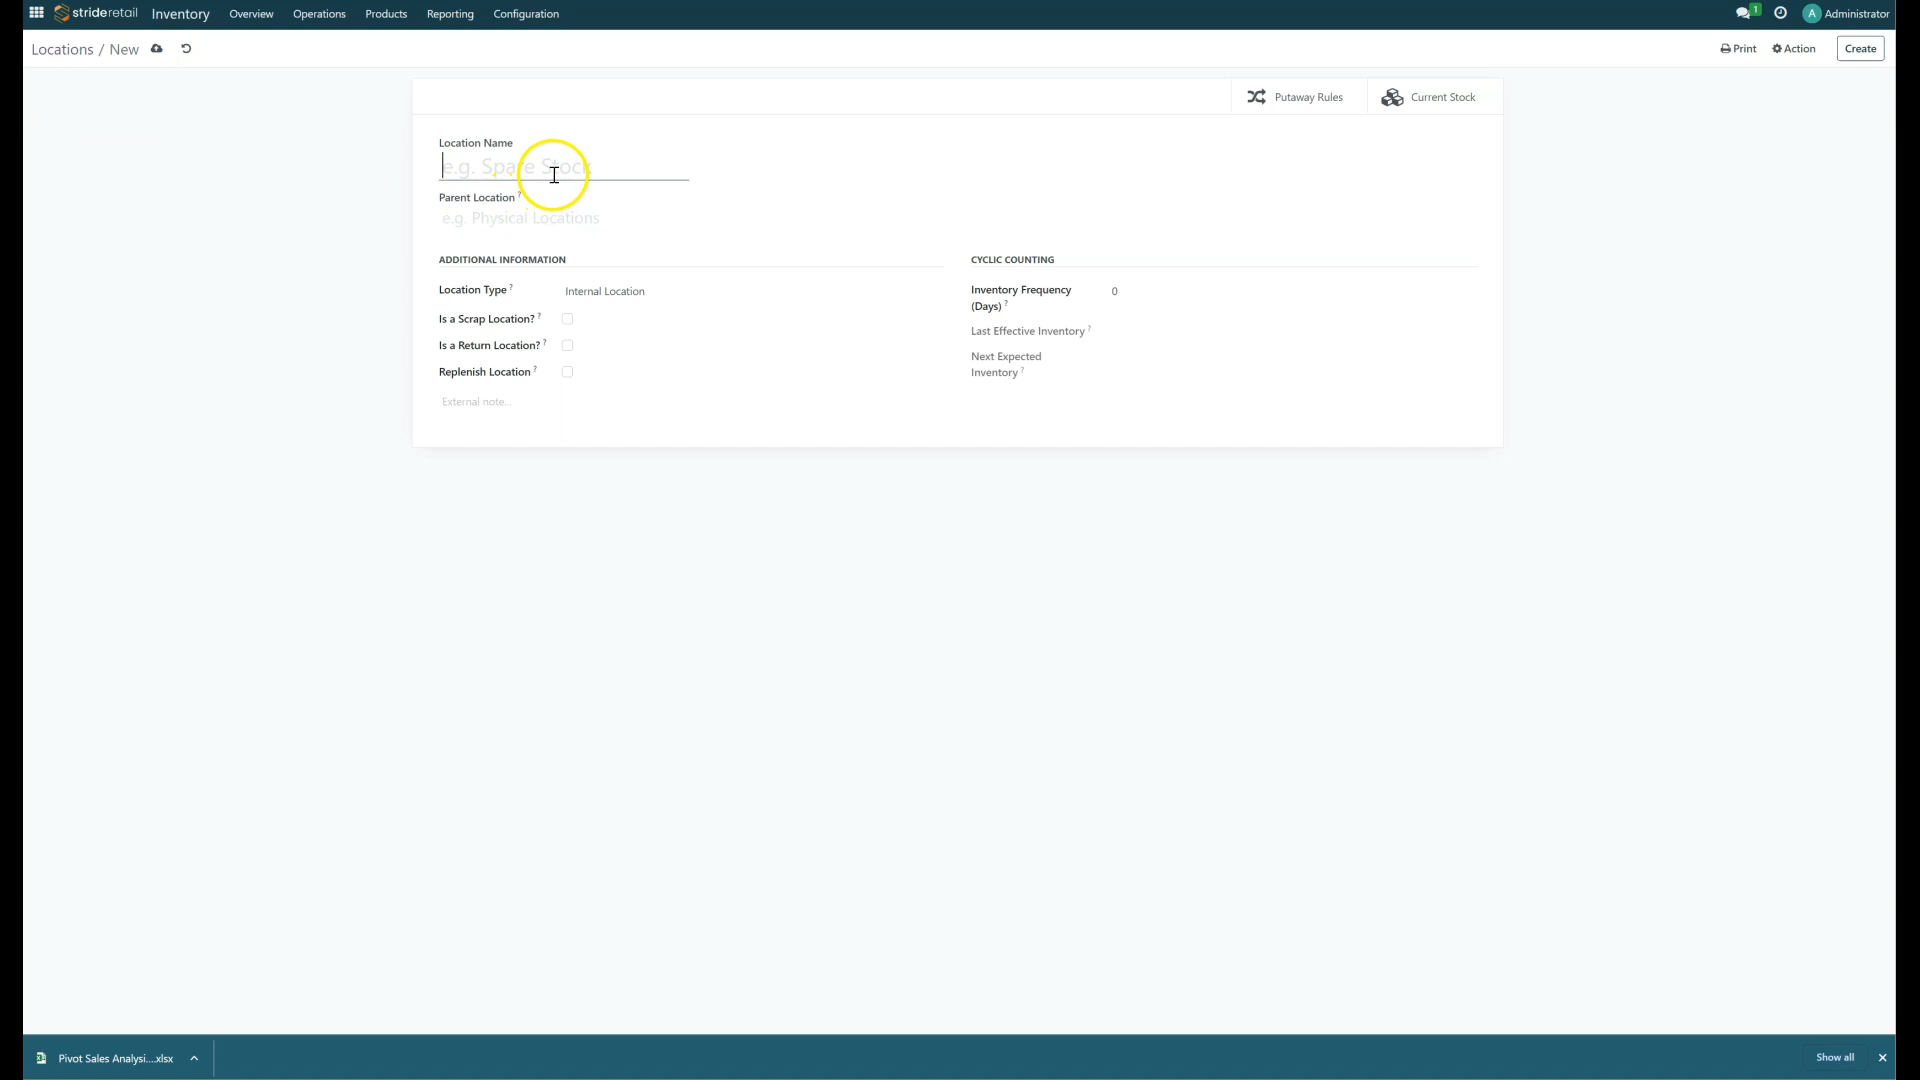 strideretail Inventory Overview Operations Products Reporting Configuration 1 A Administrator
Locations / New Print Action Create
Putaway Rules Current Stock
Location Name
e.g. Spare Stock
Parent Location ?
e.g. Physical Locations
ADDITIONAL INFORMATION
Location Type ? Internal Location
Is a Scrap Location? ?
Is a Return Location? ?
Replenish Location ?
External note...
CYCLIC COUNTING
Inventory Frequency
(Days) ? 0
Last Effective Inventory ?
Next Expected
Inventory ?
Pivot Sales Analysi....xlsx Show all